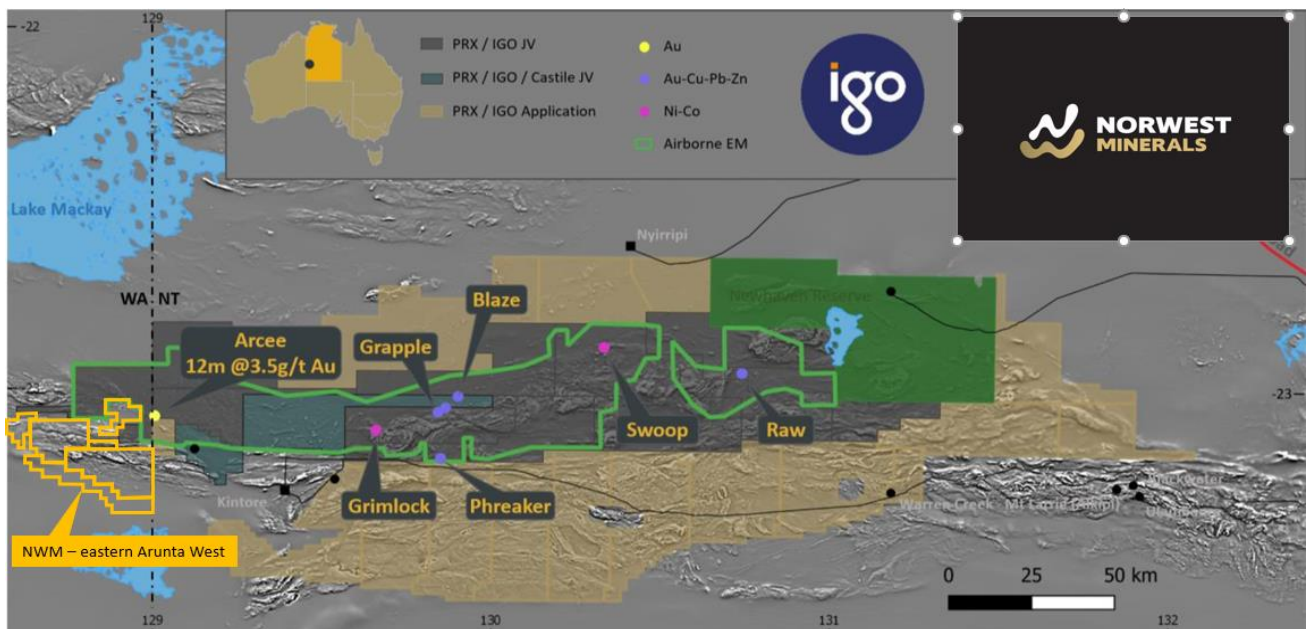 -22
129
PRX / IGO JV
PRX / IGO / Castile JV
PRX / IGO Application
Au
Au-Cu-Pb-Zn
Ni-Co
Airborne EM
igo
NORWEST
MINERALS
Lake Mackay
Nyirripi
WA
NT
Newhaven Reserve
Blaze
Arcee
12m @3.5g/t Au
Grapple
-23
Swoop
Raw
Grimlock
Phreaker
Kintore
Warren Creek
NWM – eastern Arunta West
0
25
50 km
129
130
131
132